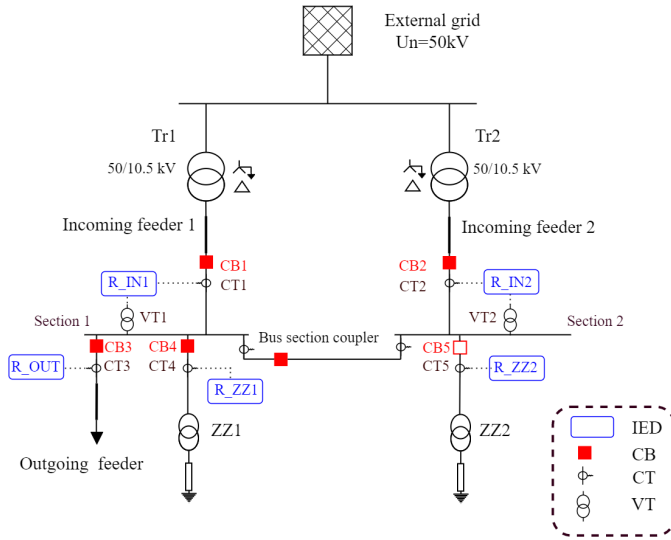 External grid
Un=50kV
Tr1
Tr2
50/10.5 kV
50/10.5 kV
Incoming feeder 1
Incoming feeder 2
CB1
CB2
R_IN1
CT1
CT2
R_IN2
Section 1
VT1
Bus section coupler
VT2
Section 2
CB3
CB4
CB5
R_OUT
CT3
CT4
CT5
R_ZZ2
R_ZZ1
ZZ1
ZZ2
Outgoing feeder
IED
CB
CT
VT